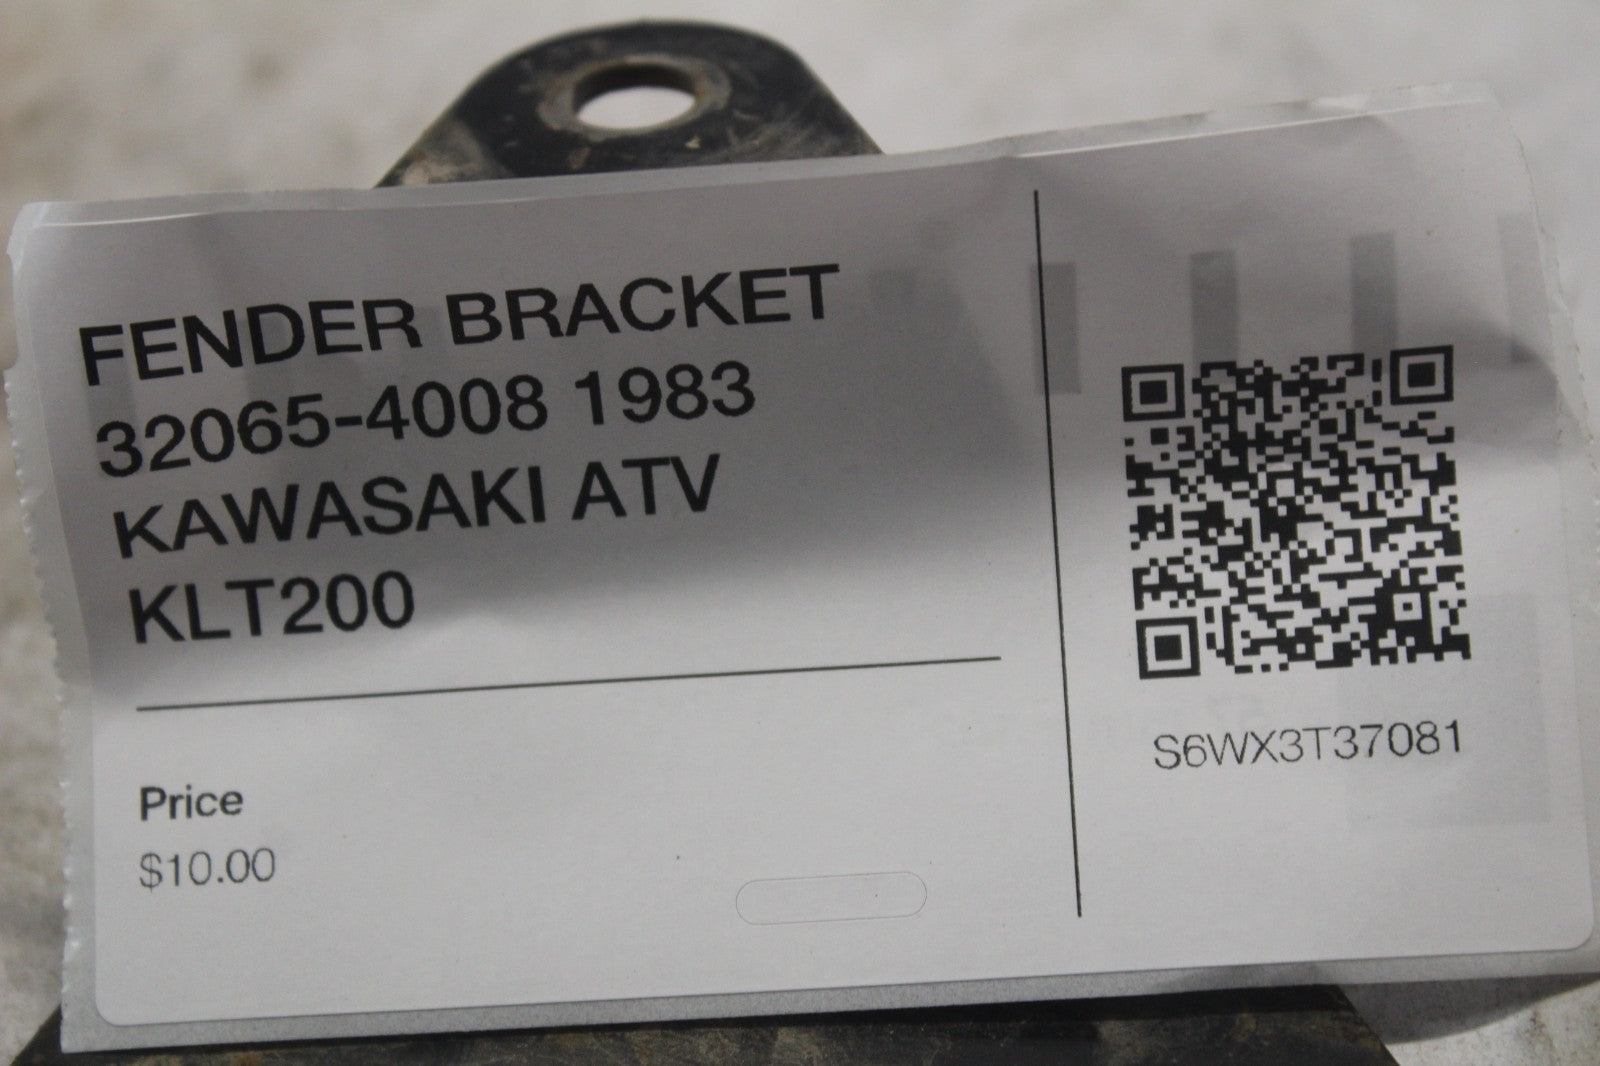 FENDER BRACKET
32065-4008 1983
KAWASAKI ATV
KLT200
Price
$10.00
S6WX3T37081